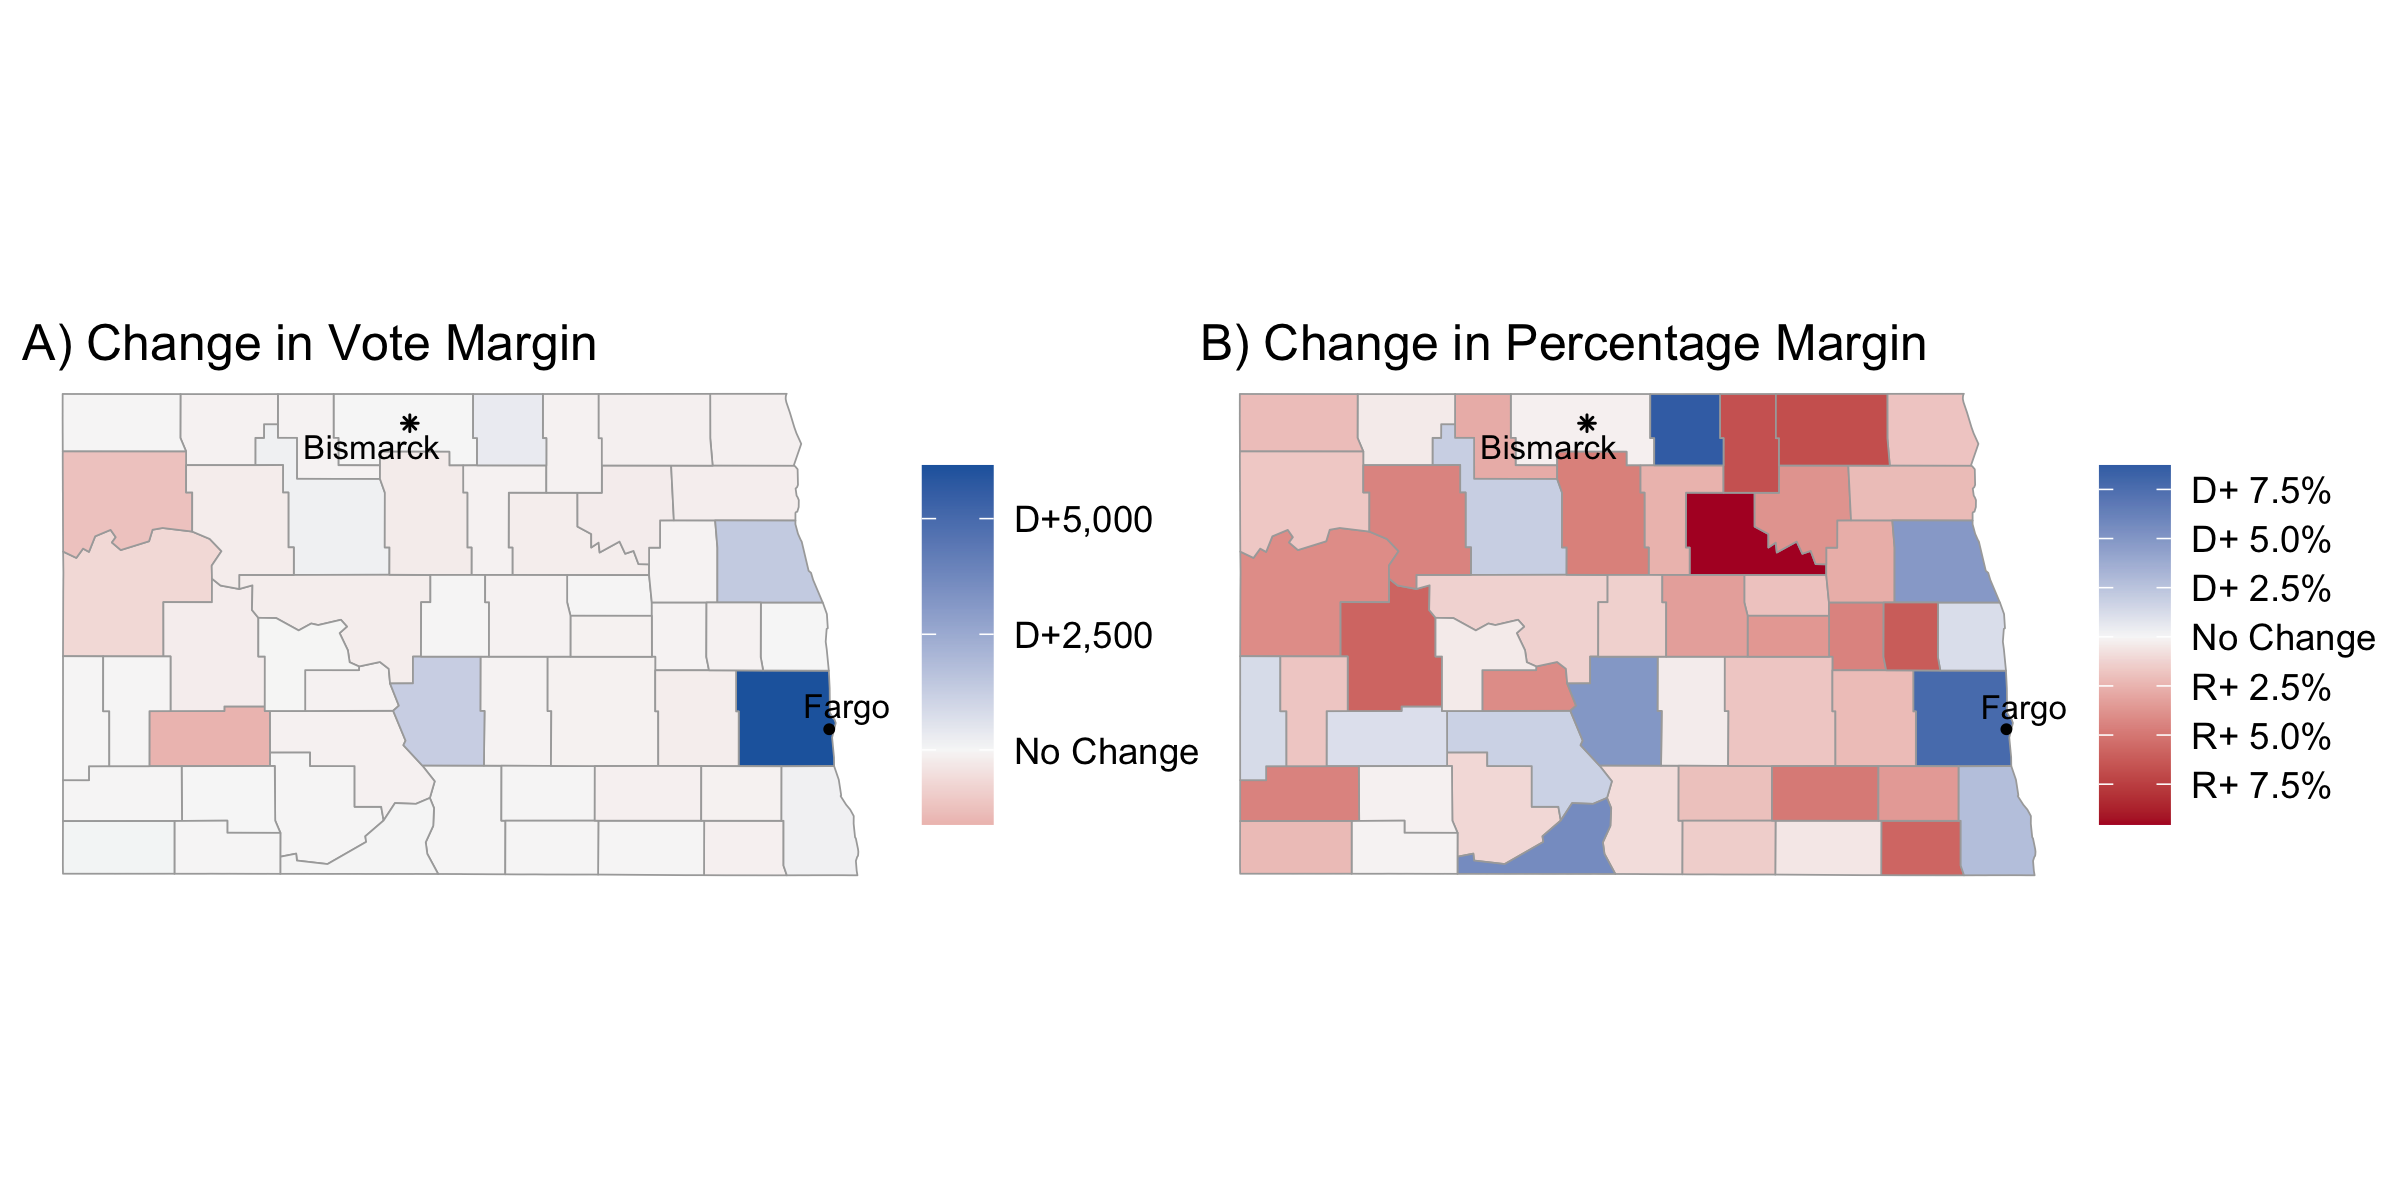 A) Change in Vote Margin
Bismarck
Fargo
D+5,000
D+2,500
No Change
B) Change in Percentage Margin
Bismarck
Fargo
D+ 7.5%
D+ 5.0%
D+ 2.5%
No Change
R+ 2.5%
R+ 5.0%
R+ 7.5%